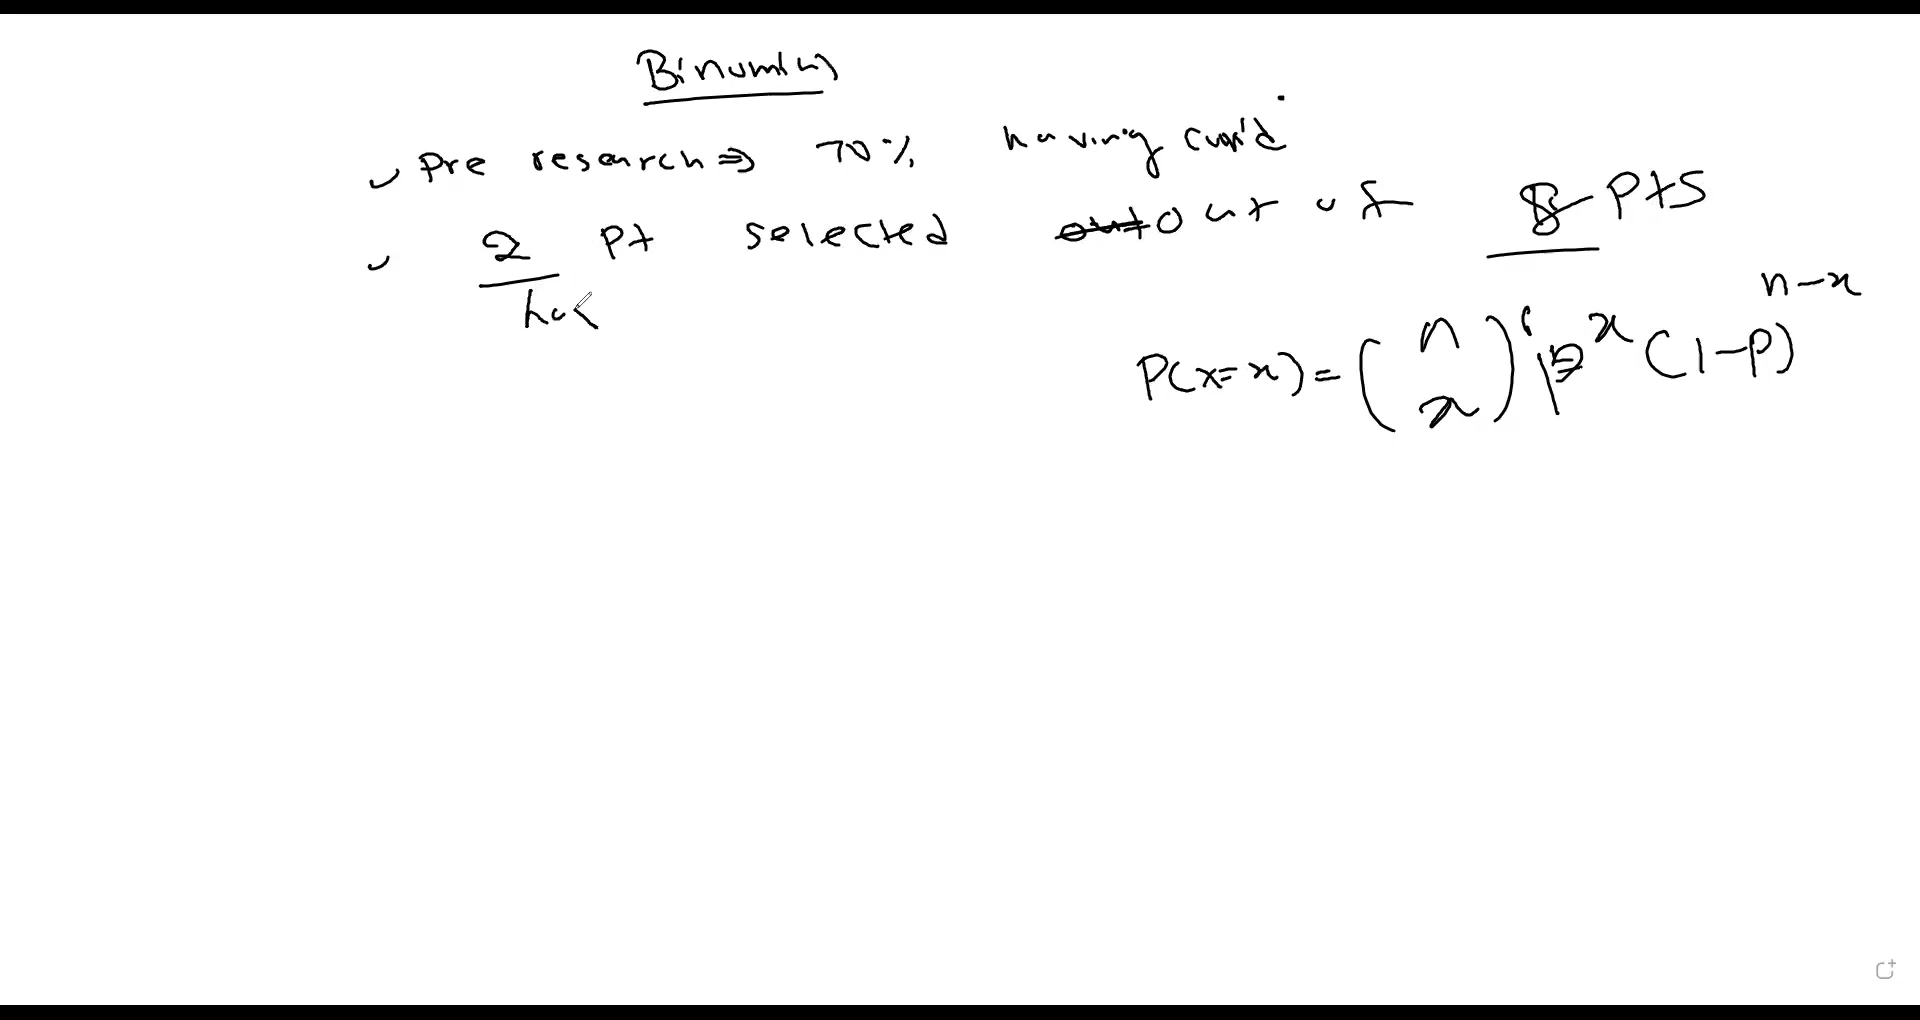 Binomial
Pre research ⇒ 70% having covid
2 Pt selected out of 8 Pts
P(X=x) = (n x) p^x (1-p)^n-x